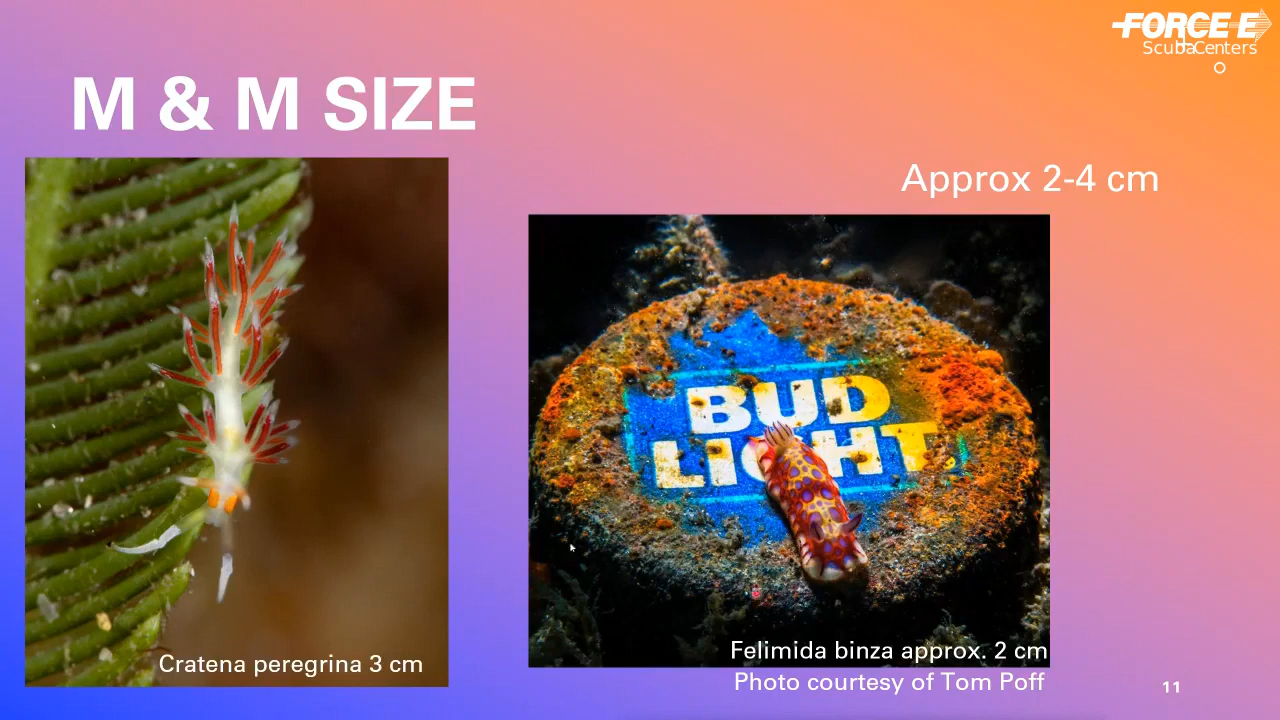 FORCE-E
Scuba Centers
M & M SIZE
Approx 2-4 cm
BUD
LIGHT
Cratena peregrina 3 cm
Felimida binza approx. 2 cm
Photo courtesy of Tom Poff
11